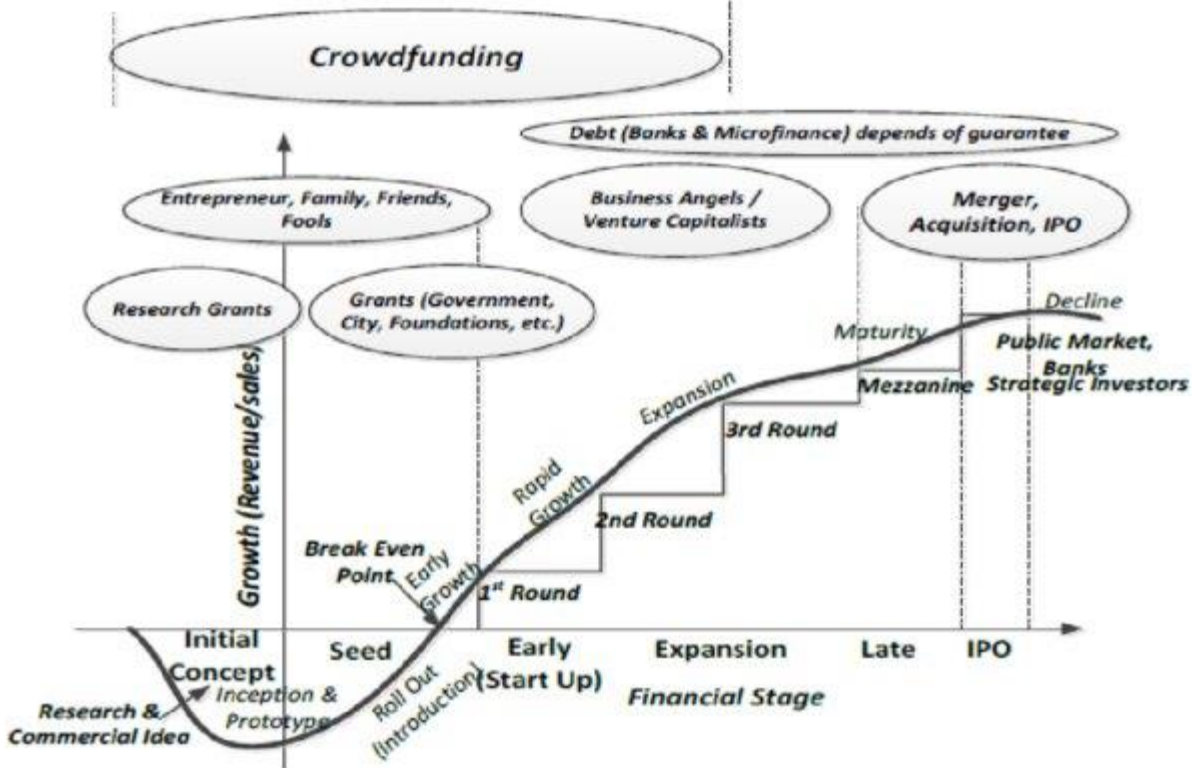 Crowdfunding
Debt (Banks & Microfinance) depends of guarantee
Entrepreneur, Family, Friends,
Fools
Business Angels /
Venture Capitalists
Merger,
Acquisition, IPO
Research Grants
Grants (Government,
City, Foundations, etc.)
Growth (Revenue/sales)
Decline
Maturity
Public Market,
Banks
Mezzanine
Strategic Investors
Expansion
3rd Round
Rapid
Growth
2nd Round
Break Even
Point
Early
Growth
1st Round
Initial
Concept
Seed
Early
(Start Up)
Expansion
Late
IPO
Financial Stage
Inception &
Prototype
Roll Out
(Introduction)
Research &
Commercial Idea